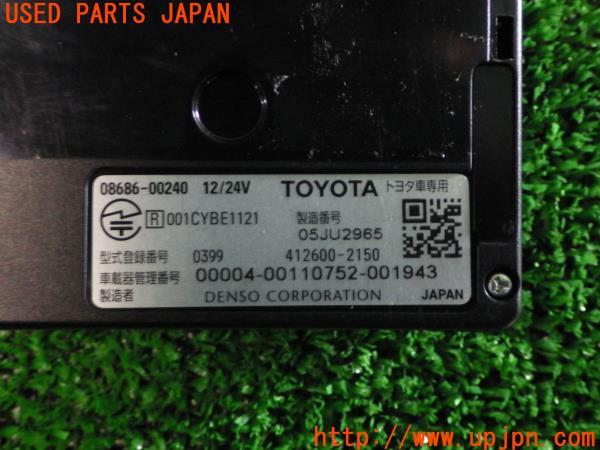 USED PARTS JAPAN
08686-00240 12/24V TOYOTA トヨタ車専用
R 001CYBE1121 製造番号
05JU2965
型式登録番号 0399 412600-2150
車載器管理番号 00004-00110752-001943
製造者 DENSO CORPORATION JAPAN
http://www.upjpn.com